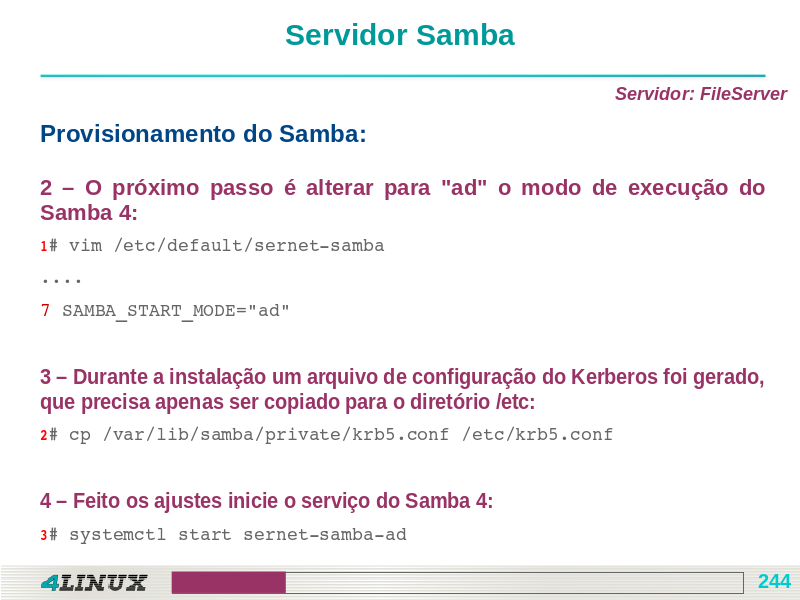 Servidor Samba
Servidor: FileServer
Provisionamento do Samba:
2 – O próximo passo é alterar para "ad" o modo de execução do
Samba 4:
1# vim /etc/default/sernet-samba
....
7 SAMBA_START_MODE="ad"
3 – Durante a instalação um arquivo de configuração do Kerberos foi gerado,
que precisa apenas ser copiado para o diretório /etc:
2# cp /var/lib/samba/private/krb5.conf /etc/krb5.conf
4 – Feito os ajustes inicie o serviço do Samba 4:
3# systemctl start sernet-samba-ad
4LINUX
244